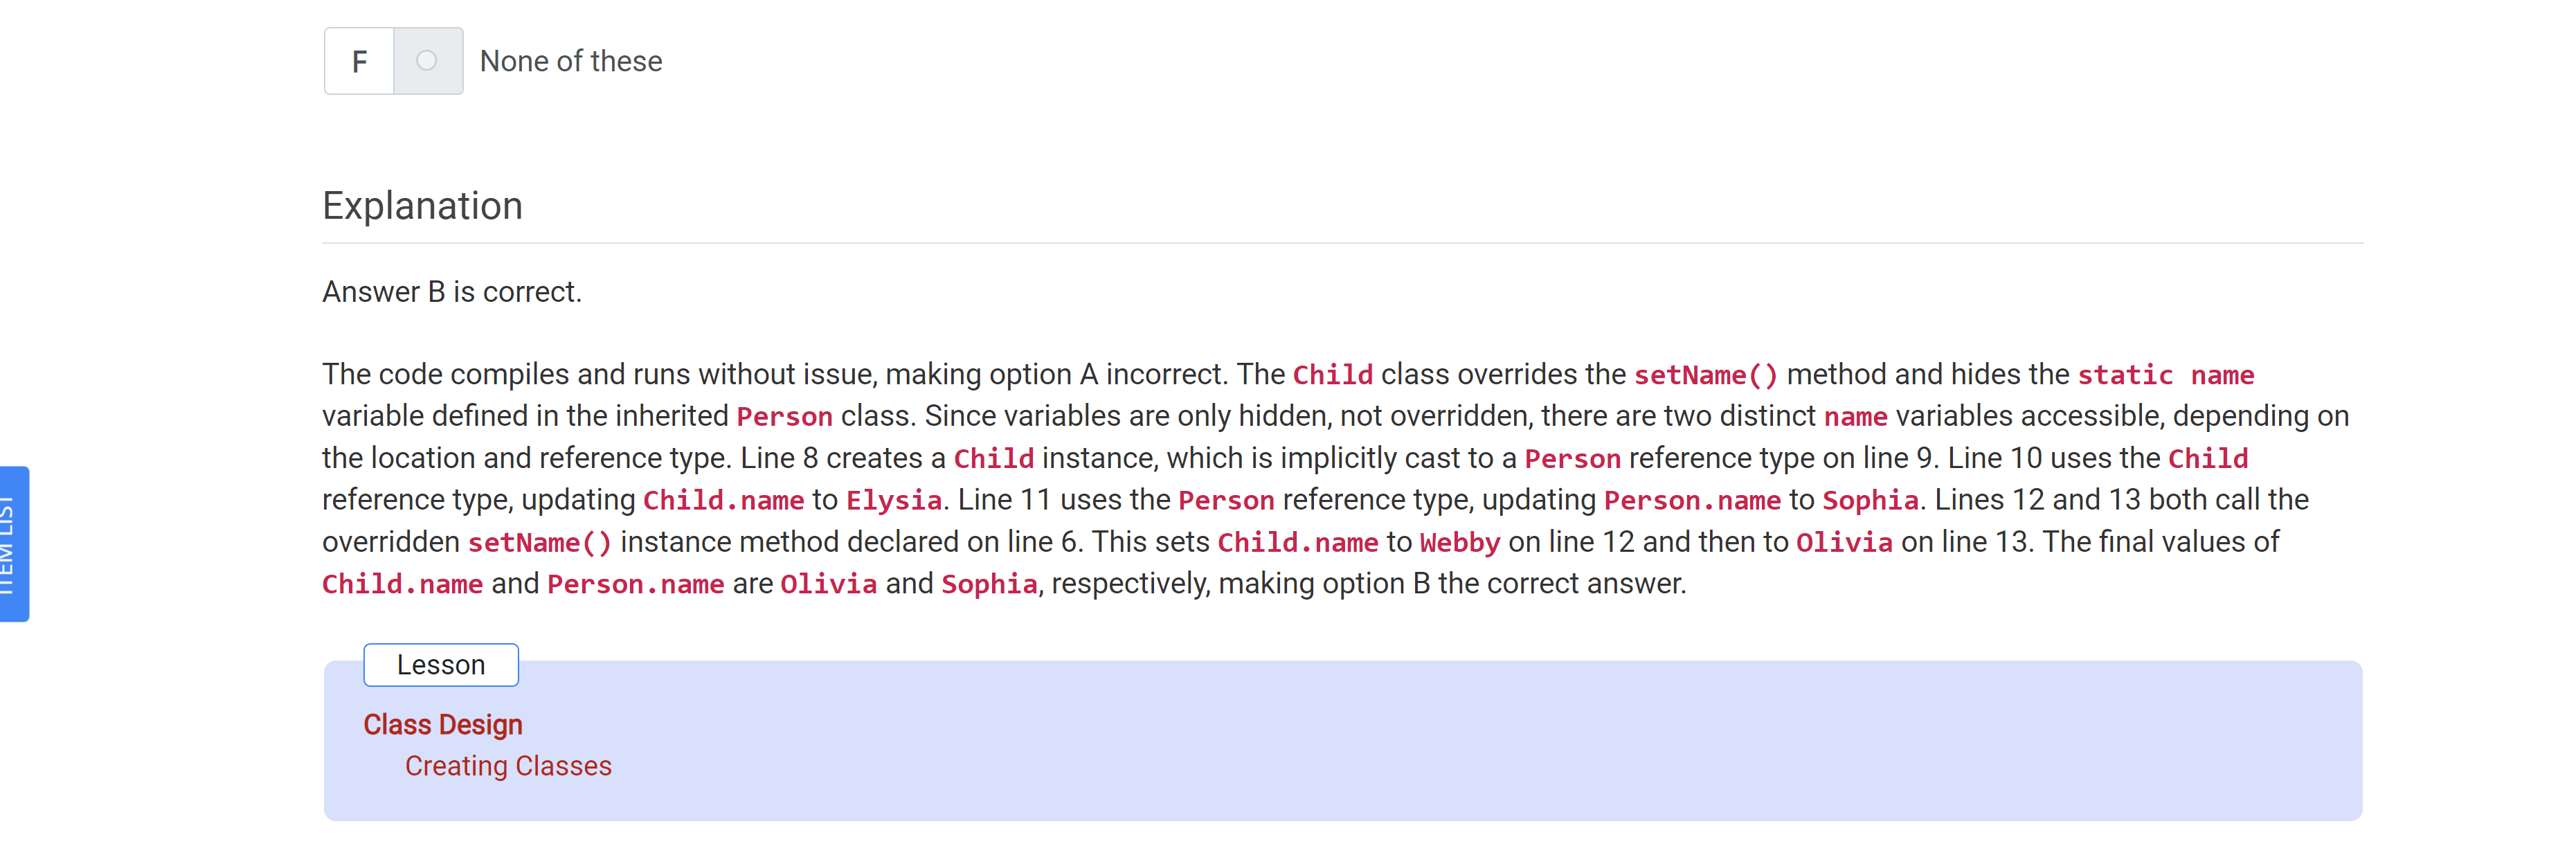 F None of these
Explanation
Answer B is correct.
The code compiles and runs without issue, making option A incorrect. The Child class overrides the setName() method and hides the static name
variable defined in the inherited Person class. Since variables are only hidden, not overridden, there are two distinct name variables accessible, depending on
the location and reference type. Line 8 creates a Child instance, which is implicitly cast to a Person reference type on line 9. Line 10 uses the Child
reference type, updating Child.name to Elysia. Line 11 uses the Person reference type, updating Person.name to Sophia. Lines 12 and 13 both call the
overridden setName() instance method declared on line 6. This sets Child.name to Webby on line 12 and then to Olivia on line 13. The final values of
Child.name and Person.name are Olivia and Sophia, respectively, making option B the correct answer.
ITEM LIST
Lesson
Class Design
Creating Classes